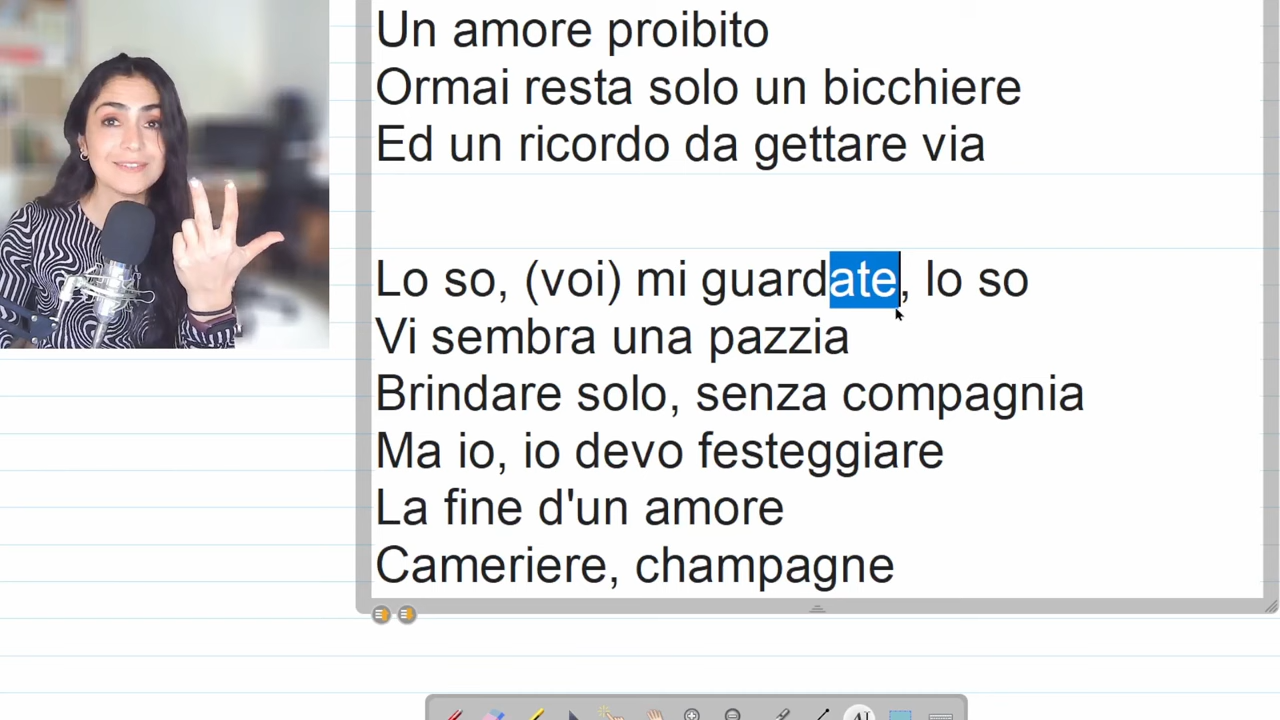 Un amore proibito
Ormai resta solo un bicchiere
Ed un ricordo da gettare via
Lo so, (voi) mi guardate, lo so
Vi sembra una pazzia
Brindare solo, senza compagnia
Ma io, io devo festeggiare
La fine d'un amore
Cameriere, champagne